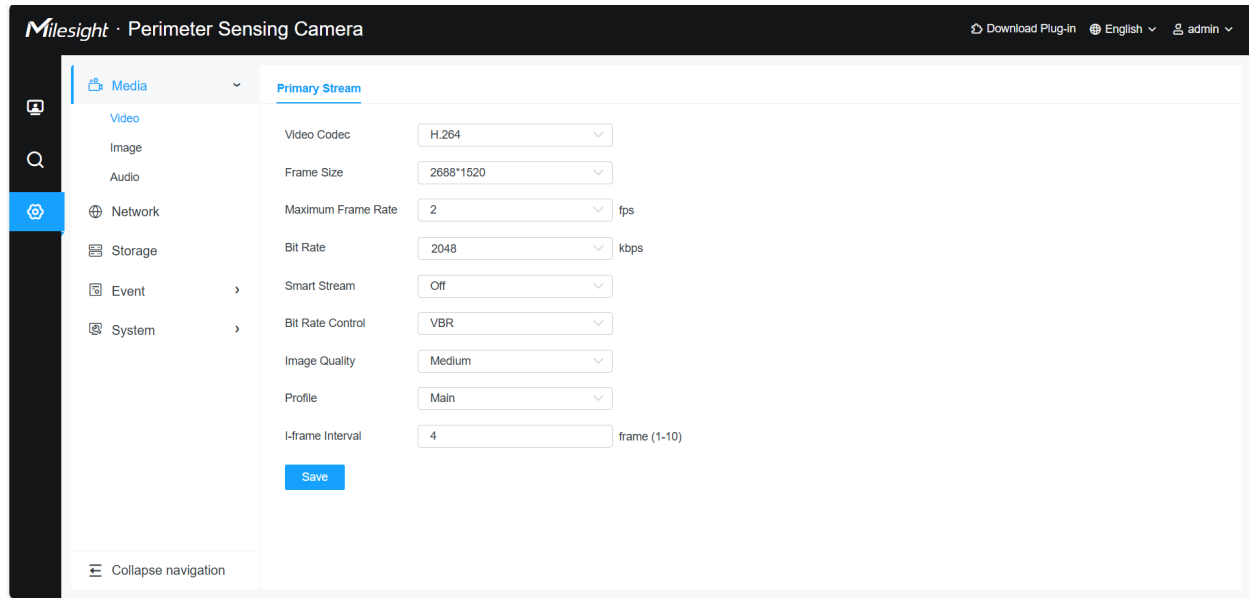 Milesight · Perimeter Sensing Camera
Download Plug-in English admin
Media
Video
Image
Audio
Network
Storage
Event
System
Collapse navigation
Primary Stream
Video Codec H.264
Frame Size 2688*1520
Maximum Frame Rate 2 fps
Bit Rate 2048 kbps
Smart Stream Off
Bit Rate Control VBR
Image Quality Medium
Profile Main
I-frame Interval 4 frame (1-10)
Save